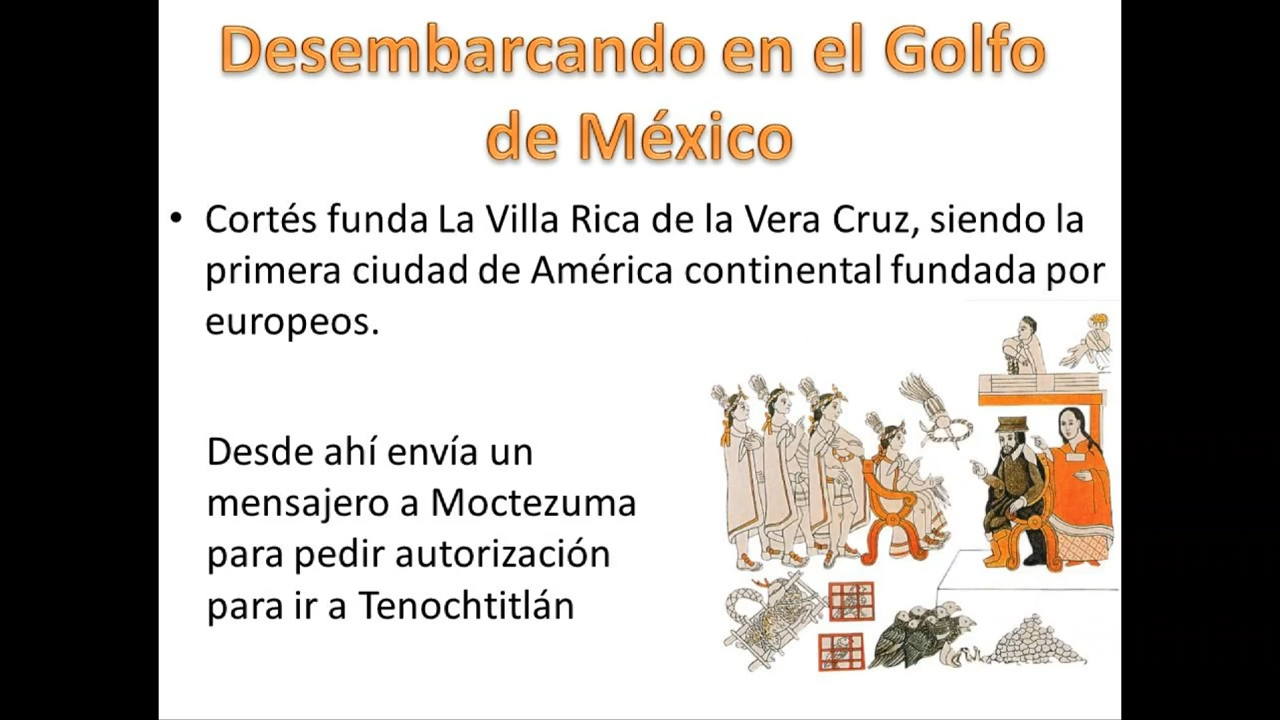 Desembarcando en el Golfo
de México
• Cortés funda La Villa Rica de la Vera Cruz, siendo la
primera ciudad de América continental fundada por
europeos.
Desde ahí envía un
mensajero a Moctezuma
para pedir autorización
para ir a Tenochtitlán